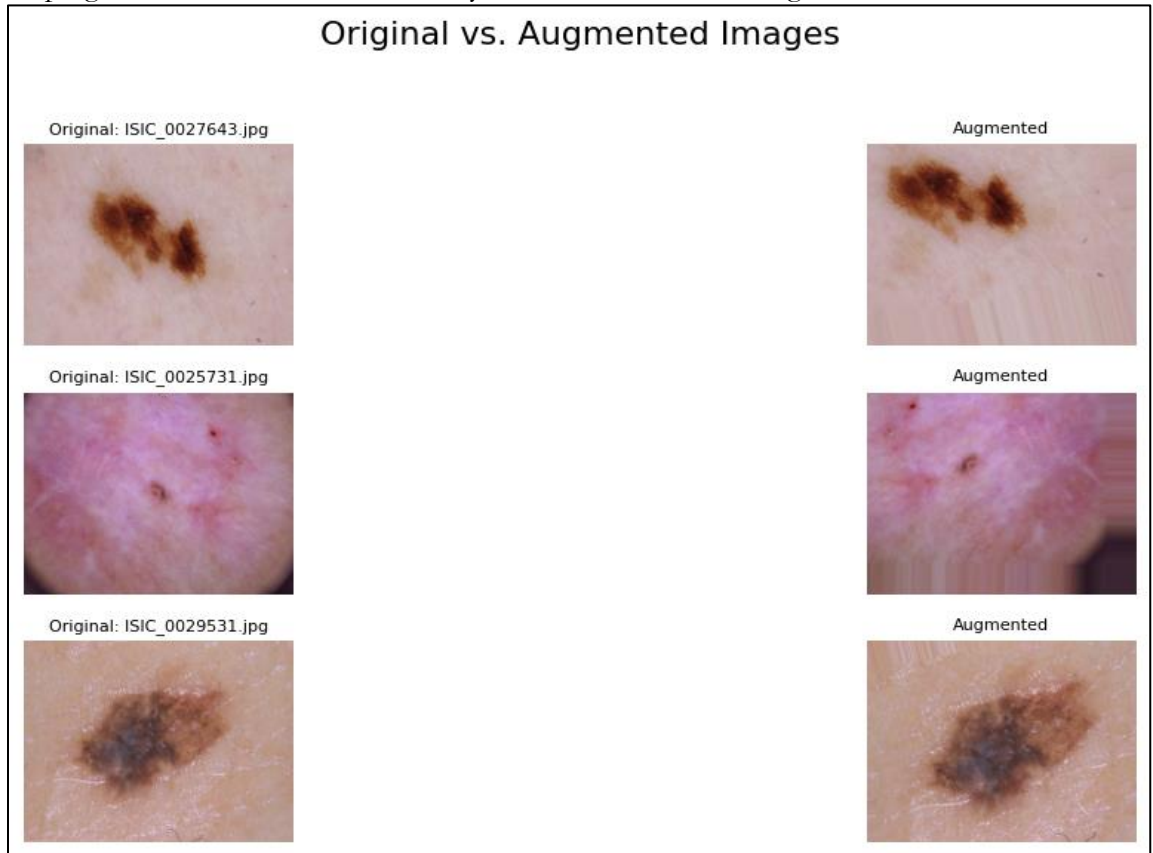 Original vs. Augmented Images
Original: ISIC_0027643.jpg
Augmented
Original: ISIC_0025731.jpg
Augmented
Original: ISIC_0029531.jpg
Augmented